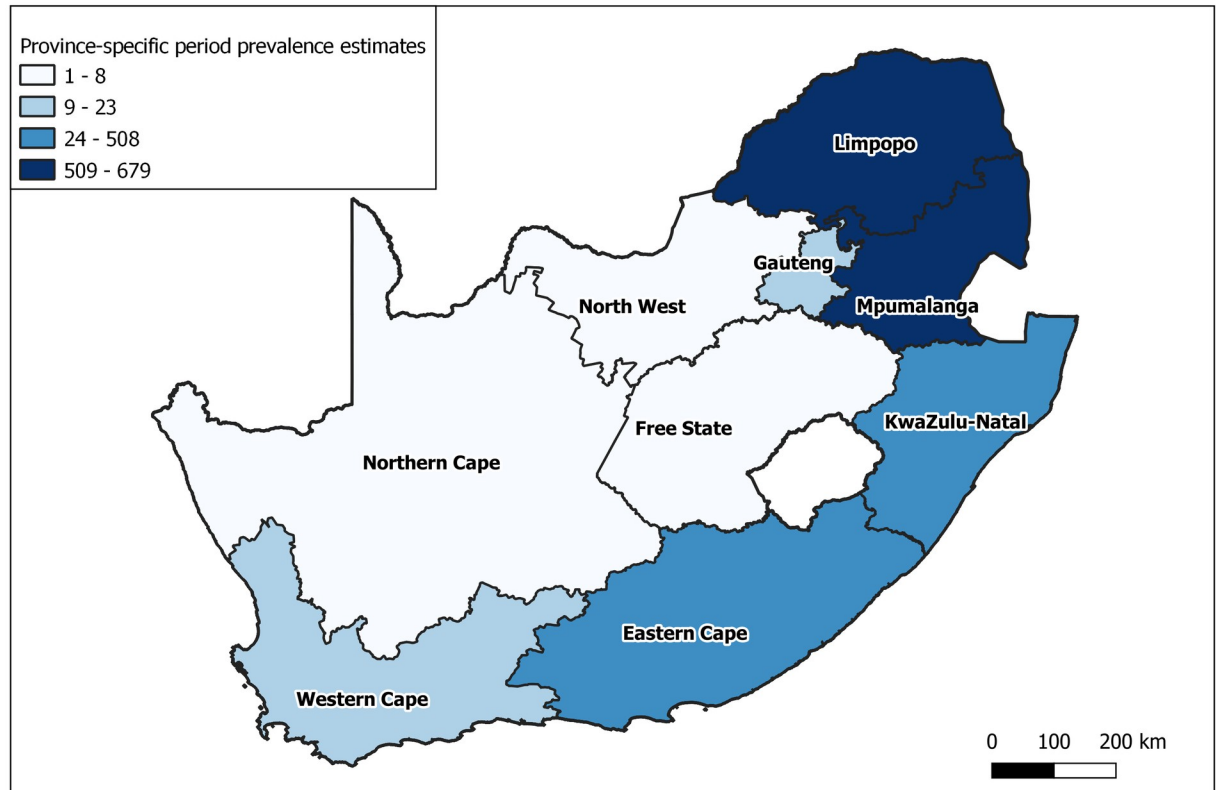 Province-specific period prevalence estimates
1 - 8
9 - 23
24 - 508
509 - 679
Limpopo
Gauteng
North West
Mpumalanga
Free State
KwaZulu-Natal
Northern Cape
Eastern Cape
Western Cape
0 100 200 km